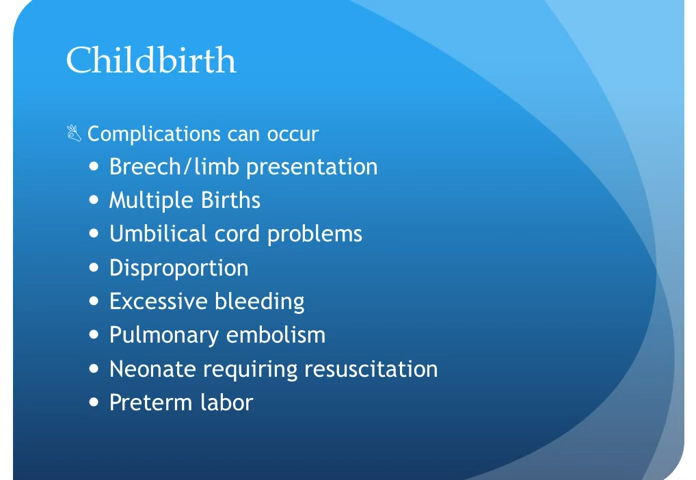 Childbirth
Complications can occur
• Breech/limb presentation
• Multiple Births
• Umbilical cord problems
• Disproportion
• Excessive bleeding
• Pulmonary embolism
• Neonate requiring resuscitation
• Preterm labor